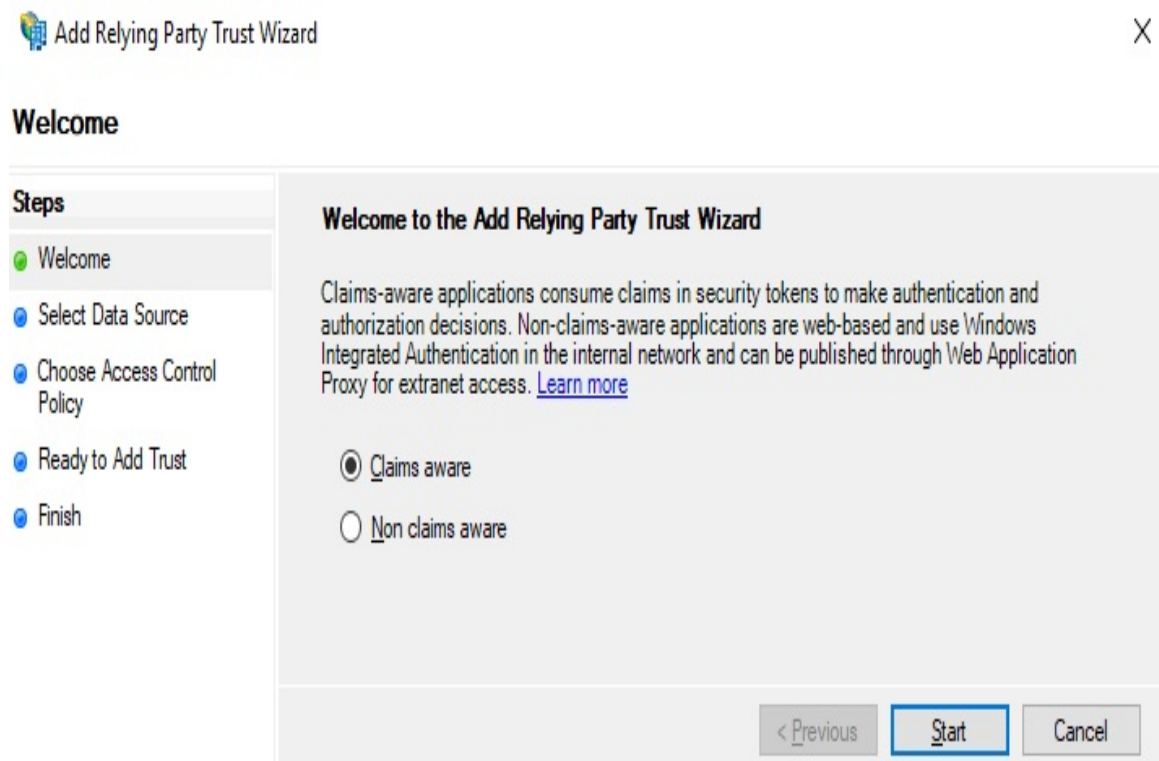 Add Relying Party Trust Wizard
X
Welcome
Steps
Welcome
Select Data Source
Choose Access Control
Policy
Ready to Add Trust
Finish
Welcome to the Add Relying Party Trust Wizard
Claims-aware applications consume claims in security tokens to make authentication and
authorization decisions. Non-claims-aware applications are web-based and use Windows
Integrated Authentication in the internal network and can be published through Web Application
Proxy for extranet access. Learn more
Claims aware
Non claims aware
< Previous
Start
Cancel